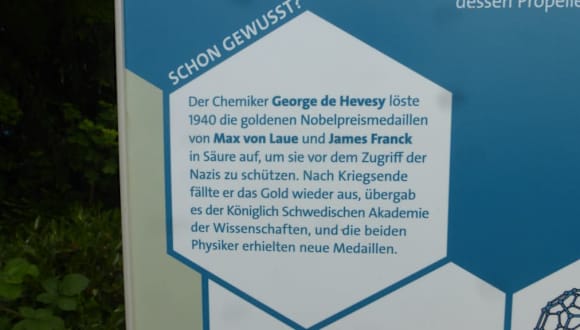 dessen Propelle
SCHON GEWUSST?
Der Chemiker George de Hevesy löste
1940 die goldenen Nobelpreismedaillen
von Max von Laue und James Franck
in Säure auf, um sie vor dem Zugriff der
Nazis zu schützen. Nach Kriegsende
fällte er das Gold wieder aus, übergab
es der Königlich Schwedischen Akademie
der Wissenschaften, und die beiden
Physiker erhielten neue Medaillen.